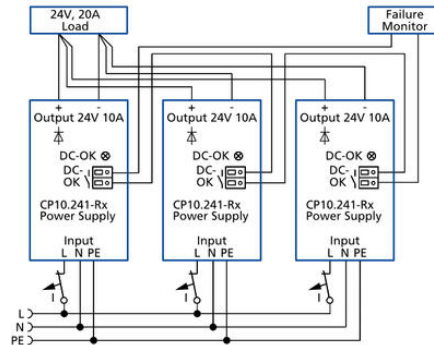 24V, 20A
Load
Failure
Monitor
+ -
Output 24V 10A
DC-OK
DC-
OK
CP10.241-Rx
Power Supply
Input
L N PE
I
+ -
Output 24V 10A
DC-OK
DC-
OK
CP10.241-Rx
Power Supply
Input
L N PE
I
+ -
Output 24V 10A
DC-OK
DC-
OK
CP10.241-Rx
Power Supply
Input
L N PE
I
L
N
PE